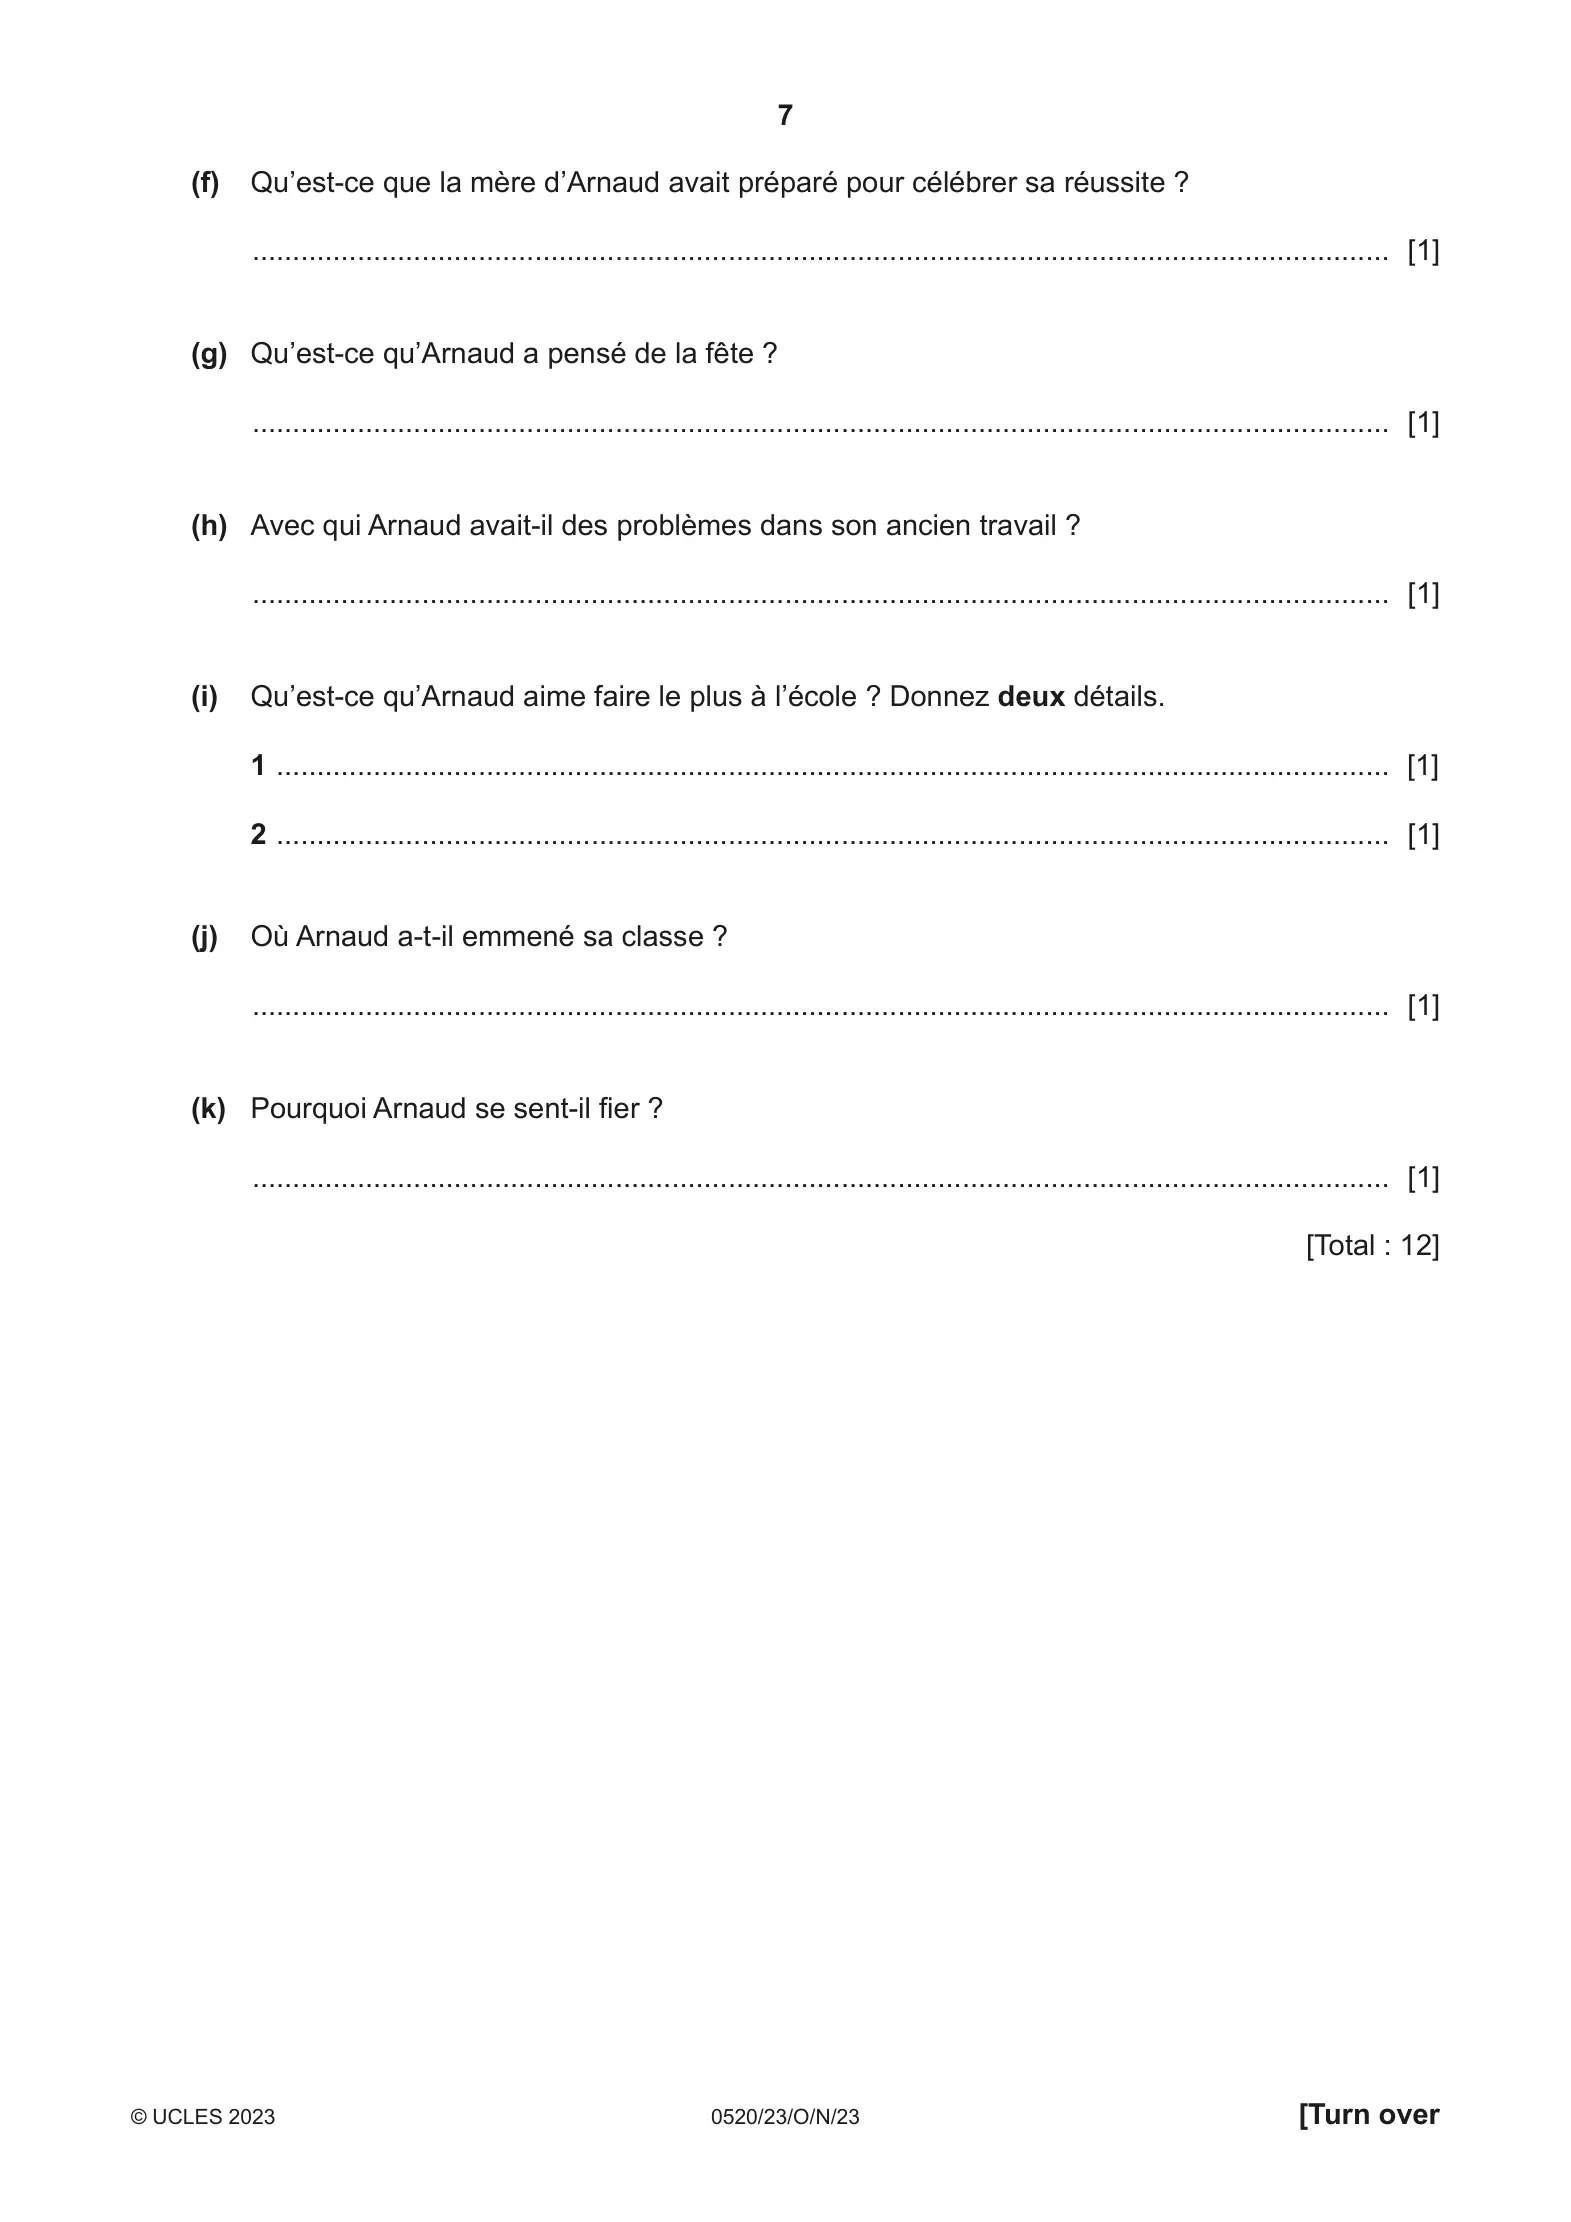 7
(f) Qu’est-ce que la mère d’Arnaud avait préparé pour célébrer sa réussite ?
[1]
(g) Qu’est-ce qu’Arnaud a pensé de la fête ?
[1]
(h) Avec qui Arnaud avait-il des problèmes dans son ancien travail ?
[1]
(i) Qu’est-ce qu’Arnaud aime faire le plus à l’école ? Donnez deux détails.
1 [1]
2 [1]
(j) Où Arnaud a-t-il emmené sa classe ?
[1]
(k) Pourquoi Arnaud se sent-il fier ?
[1]
[Total : 12]
© UCLES 2023 0520/23/O/N/23 [Turn over